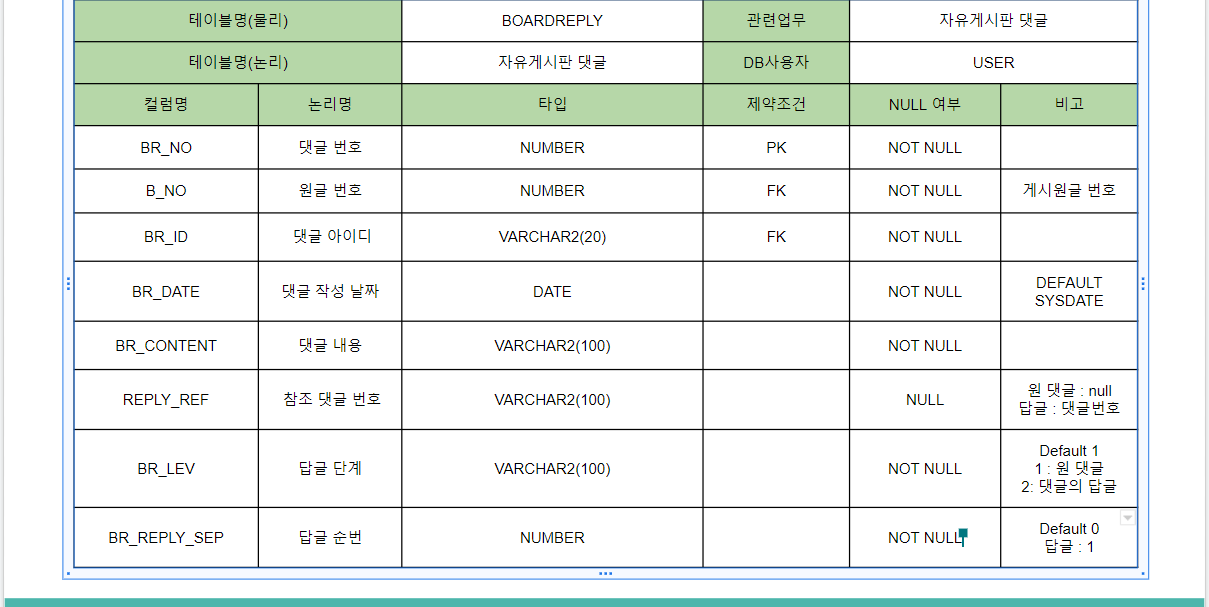 테이블명(물리) BOARDREPLY 관련업무 자유게시판 댓글
테이블명(논리) 자유게시판 댓글 DB사용자 USER
컬럼명 논리명 타입 제약조건 NULL 여부 비고
BR_NO 댓글 번호 NUMBER PK NOT NULL
B_NO 원글 번호 NUMBER FK NOT NULL 게시원글 번호
BR_ID 댓글 아이디 VARCHAR2(20) FK NOT NULL
BR_DATE 댓글 작성 날짜 DATE NOT NULL DEFAULT
SYSDATE
BR_CONTENT 댓글 내용 VARCHAR2(100) NOT NULL
REPLY_REF 참조 댓글 번호 VARCHAR2(100) NULL 원 댓글 : null
답글 : 댓글번호
BR_LEV 답글 단계 VARCHAR2(100) NOT NULL Default 1
1 : 원 댓글
2: 댓글의 답글
BR_REPLY_SEP 답글 순번 NUMBER NOT NULL Default 0
답글 : 1